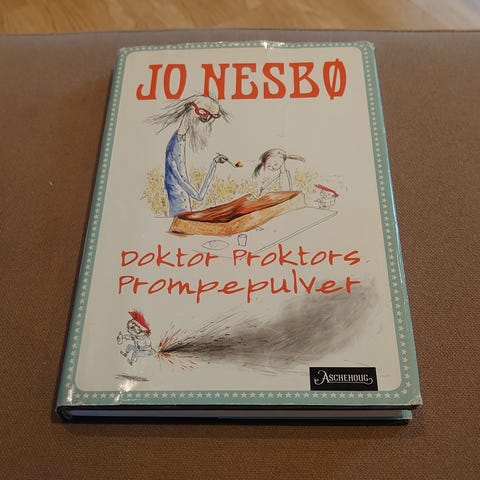 JO NESBØ
Doktor Proktors
Prompepulver
ASCHEHOUG